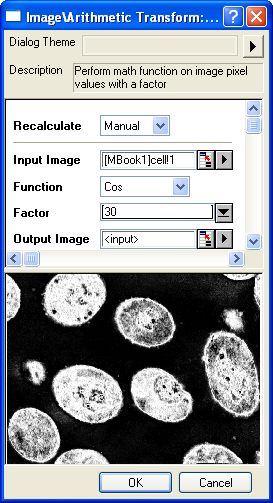 Image\Arithmetic Transform:...
Dialog Theme
Description Perform math function on image pixel
values with a factor
Recalculate Manual
Input Image [MBook1]cell!1
Function Cos
Factor 30
Output Image <input>
OK Cancel